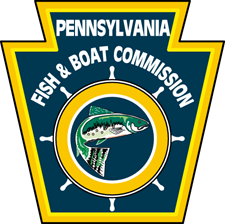 PENNSYLVANIA
FISH & BOAT COMMISSION